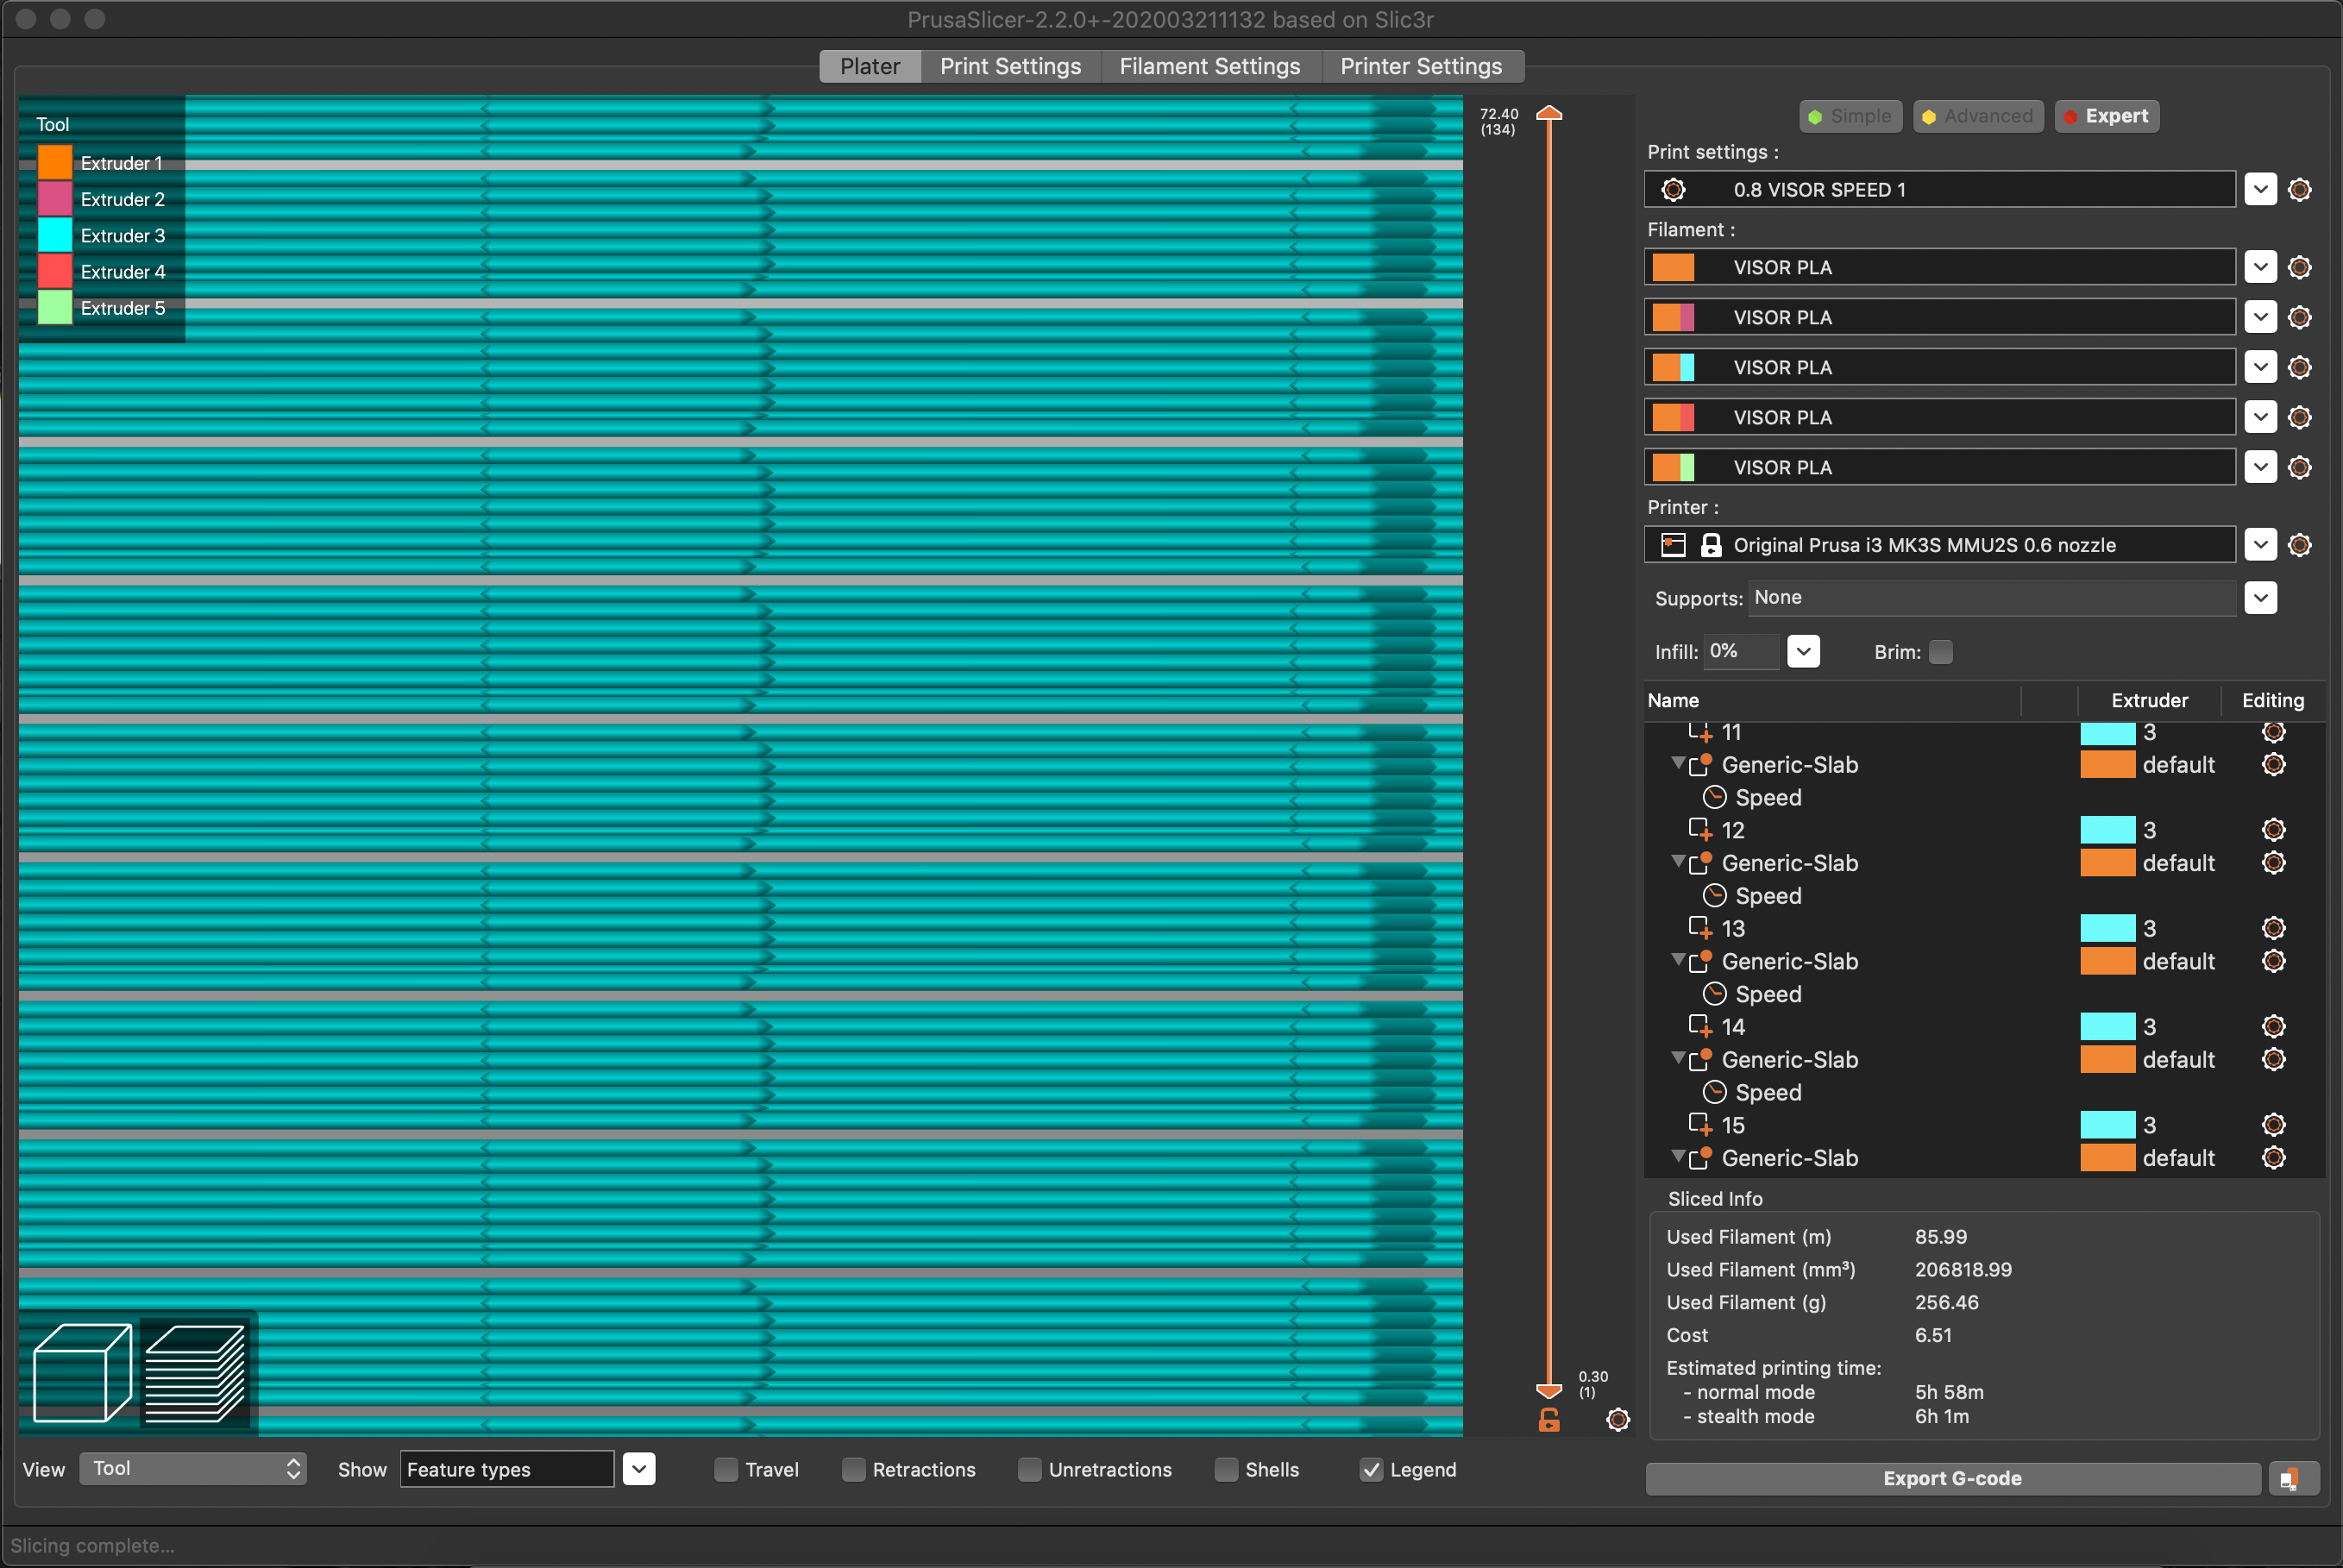 PrusaSlicer-2.2.0+-202003211132 based on Slic3r
Plater Print Settings Filament Settings Printer Settings
Tool
Extruder 1
Extruder 2
Extruder 3
Extruder 4
Extruder 5
72.40
(134)
0.30
(1)
Simple Advanced Expert
Print settings :
0.8 VISOR SPEED 1
Filament :
VISOR PLA
VISOR PLA
VISOR PLA
VISOR PLA
VISOR PLA
Printer :
Original Prusa i3 MK3S MMU2S 0.6 nozzle
Supports: None
Infill: 0% Brim:
Name Extruder Editing
11 3
Generic-Slab default
Speed
12 3
Generic-Slab default
Speed
13 3
Generic-Slab default
Speed
14 3
Generic-Slab default
Speed
15 3
Generic-Slab default
Sliced Info
Used Filament (m) 85.99
Used Filament (mm³) 206818.99
Used Filament (g) 256.46
Cost 6.51
Estimated printing time:
- normal mode 5h 58m
- stealth mode 6h 1m
View Tool Show Feature types Travel Retractions Unretractions Shells Legend
Export G-code
Slicing complete...